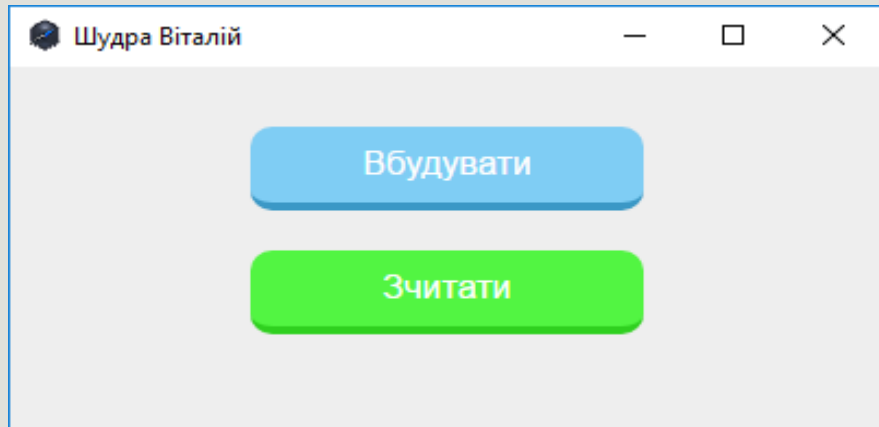 Шудра Віталій
Вбудувати
Зчитати